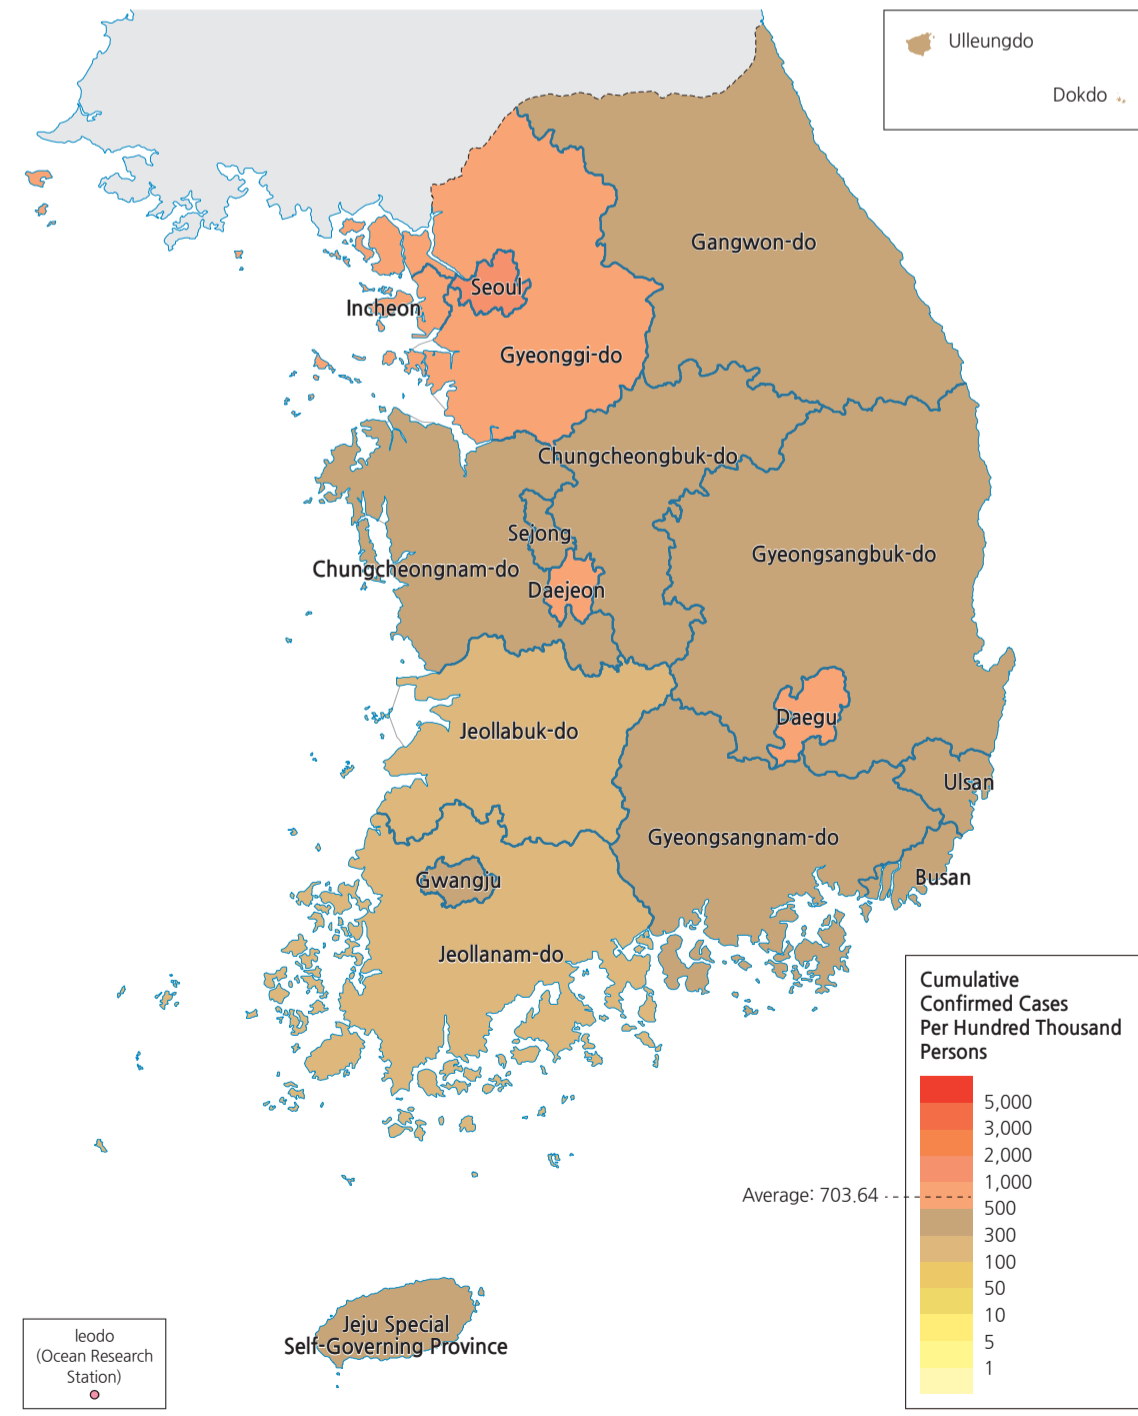 Ulleungdo
Dokdo
Gangwon-do
Seoul
Incheon
Gyeonggi-do
Chungcheongbuk-do
Sejong
Gyeongsangbuk-do
Chungcheongnam-do
Daejeon
Daegu
Jeollabuk-do
Ulsan
Gyeongsangnam-do
Gwangju
Busan
Jeollanam-do
Cumulative
Confirmed Cases
Per Hundred Thousand
Persons
5,000
3,000
2,000
1,000
Average: 703.64
500
300
100
50
10
5
1
Jeju Special
Self-Governing Province
Ieodo
(Ocean Research
Station)